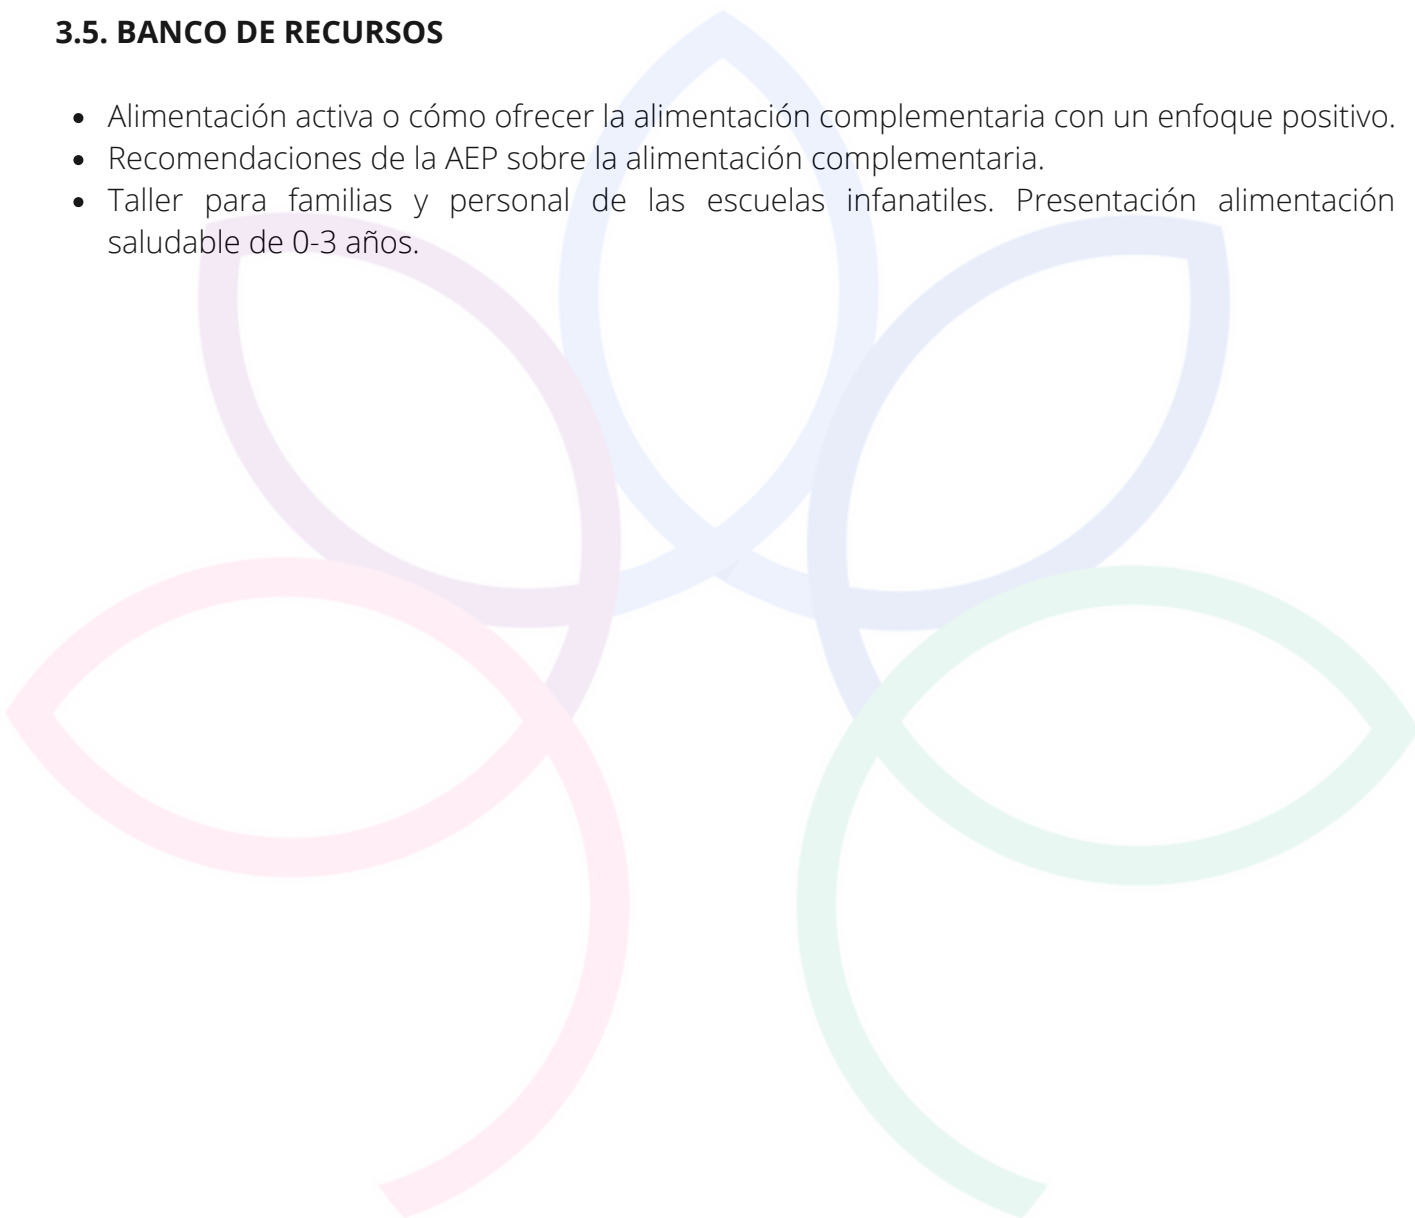 3.5. BANCO DE RECURSOS
• Alimentación activa o cómo ofrecer la alimentación complementaria con un enfoque positivo.
• Recomendaciones de la AEP sobre la alimentación complementaria.
• Taller para familias y personal de las escuelas infanatiles. Presentación alimentación
saludable de 0-3 años.